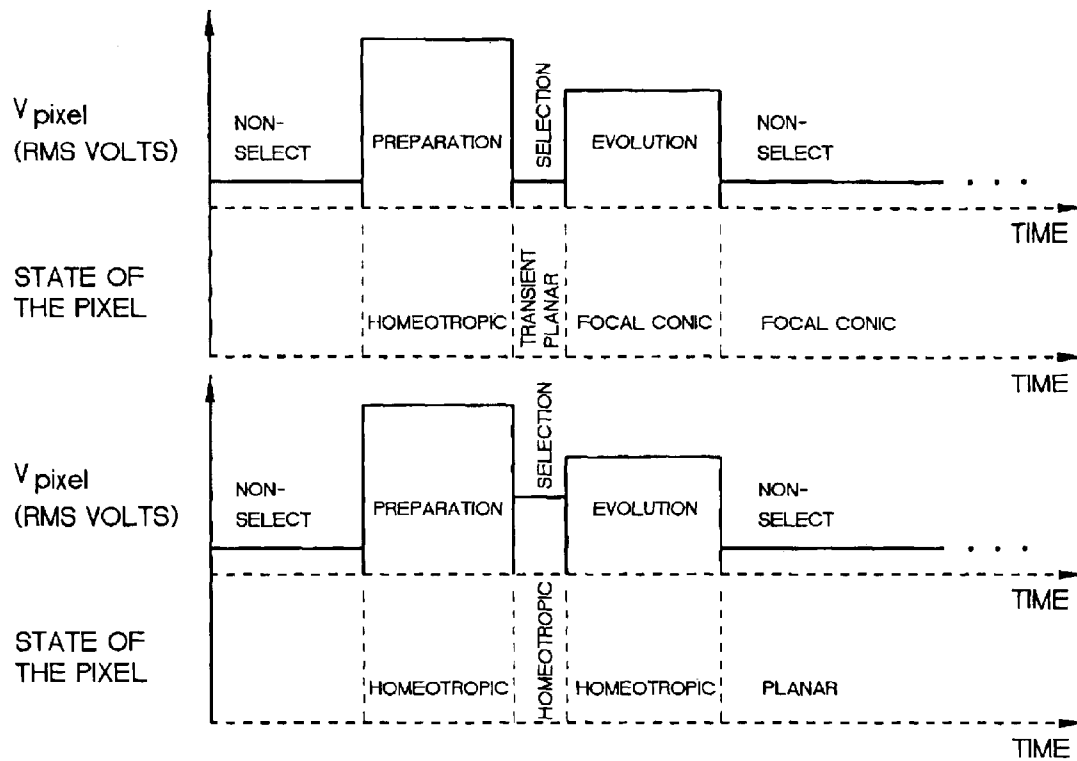 V pixel
(RMS VOLTS)
NON-
SELECT
PREPARATION
SELECTION
EVOLUTION
NON-
SELECT
. . .
TIME
STATE OF
THE PIXEL
HOMEOTROPIC
TRANSIENT
PLANAR
FOCAL CONIC
FOCAL CONIC
TIME
V pixel
(RMS VOLTS)
NON-
SELECT
PREPARATION
SELECTION
EVOLUTION
NON-
SELECT
. . .
TIME
STATE OF
THE PIXEL
HOMEOTROPIC
HOMEOTROPIC
HOMEOTROPIC
PLANAR
TIME